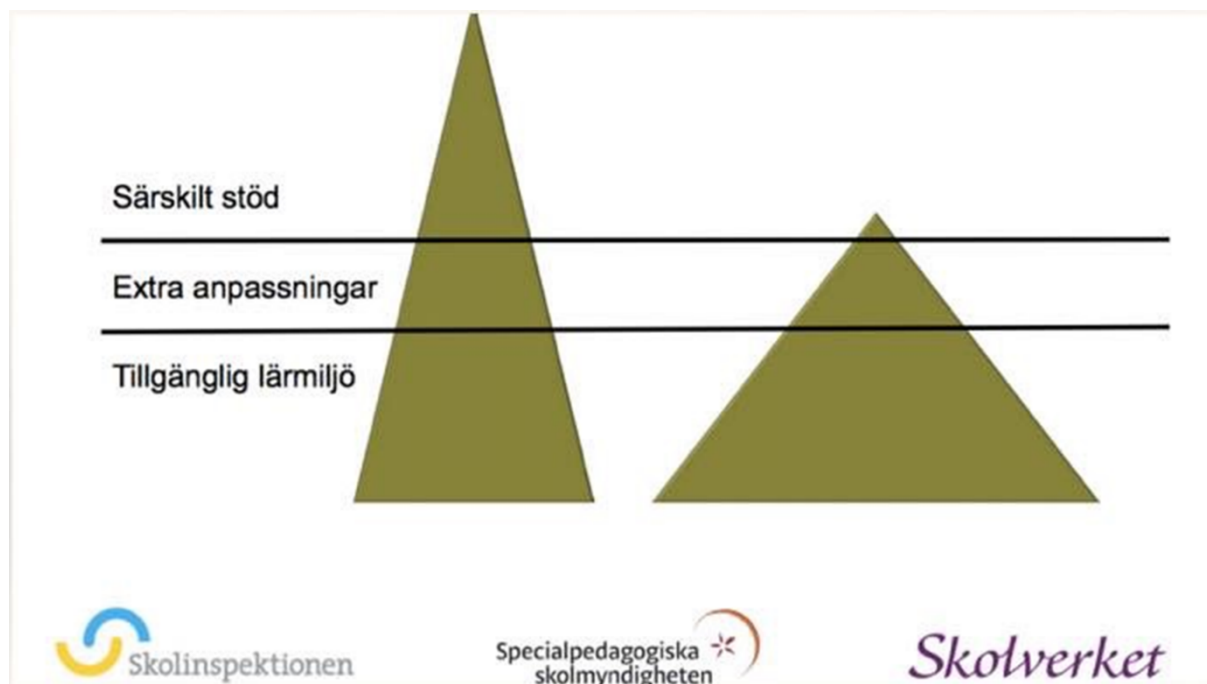 Särskilt stöd
Extra anpassningar
Tillgänglig lärmiljö
Skolinspektionen
Specialpedagogiska
skolmyndigheten
Skolverket